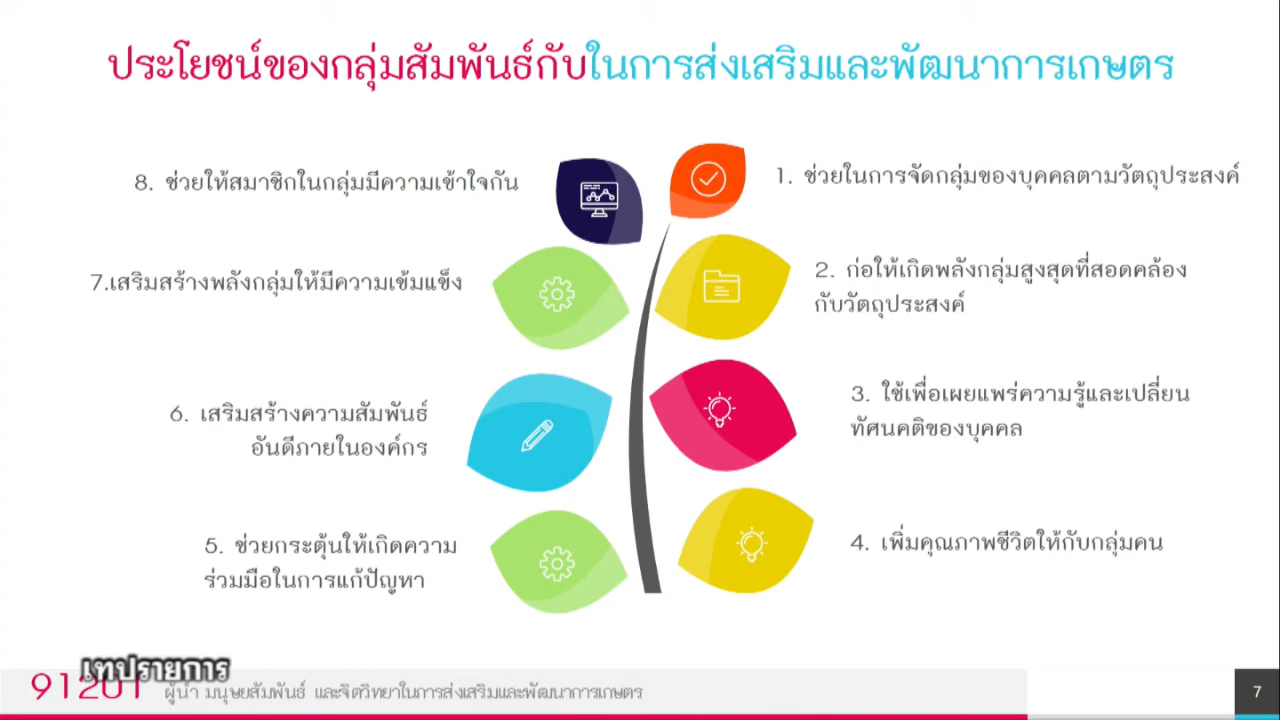 ประโยชน์ของกลุ่มสัมพันธ์กับในการส่งเสริมและพัฒนาการเกษตร
1. ช่วยในการจัดกลุ่มของบุคคลตามวัตถุประสงค์
2. ก่อให้เกิดพลังกลุ่มสูงสุดที่สอดคล้อง
กับวัตถุประสงค์
3. ใช้เพื่อเผยแพร่ความรู้และเปลี่ยน
ทัศนคติของบุคคล
4. เพิ่มคุณภาพชีวิตให้กับกลุ่มคน
5. ช่วยกระตุ้นให้เกิดความ
ร่วมมือในการแก้ปัญหา
6. เสริมสร้างความสัมพันธ์
อันดีภายในองค์กร
7.เสริมสร้างพลังกลุ่มให้มีความเข้มแข็ง
8. ช่วยให้สมาชิกในกลุ่มมีความเข้าใจกัน
เทปรายการ
91201 ผู้นำ มนุษยสัมพันธ์ และจิตวิทยาในการส่งเสริมและพัฒนาการเกษตร
7